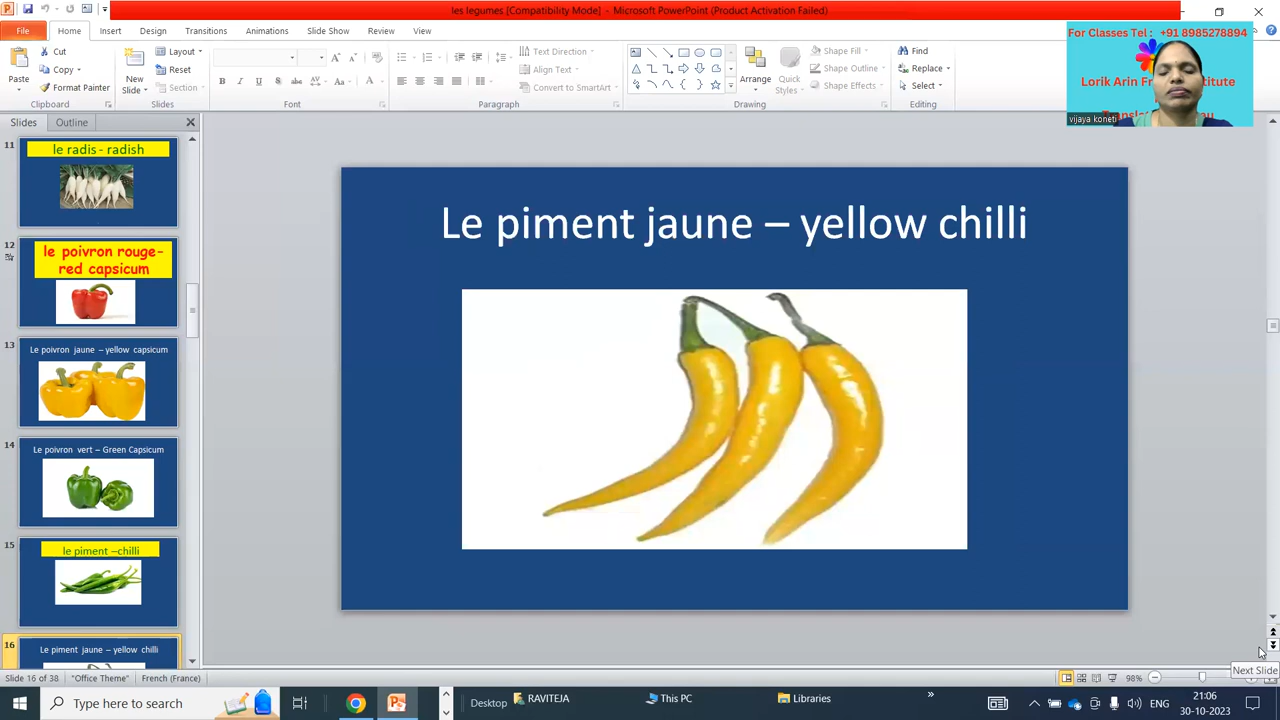 les legumes [Compatibility Mode] - Microsoft PowerPoint (Product Activation Failed)
File Home Insert Design Transitions Animations Slide Show Review View
Cut
Copy
Format Painter
Paste
Clipboard
New
Slide
Layout
Reset
Section
Slides
Font
Text Direction
Align Text
Convert to SmartArt
Paragraph
Arrange
Quick
Styles
Shape Fill
Shape Outline
Shape Effects
Drawing
Find
Replace
Select
Editing
For Classes Tel : +91 8985278894
Lorik Arin
vijaya koneti
Slides Outline
11
le radis - radish
12
le poivron rouge-
red capsicum
13
Le poivron jaune – yellow capsicum
14
Le poivron vert – Green Capsicum
15
le piment –chilli
16
Le piment jaune – yellow chilli
Le piment jaune – yellow chilli
Next Slide
Slide 16 of 38 "Office Theme" French (France) 98%
Type here to search
Desktop RAVITEJA This PC Libraries
ENG
21:06
30-10-2023